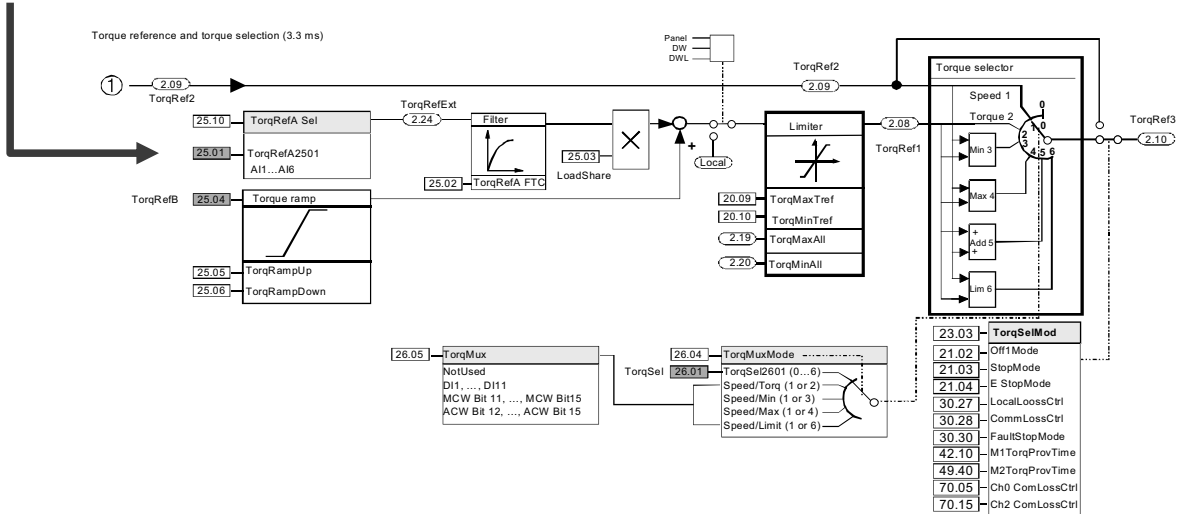 Torque reference and torque selection (3.3 ms)
Panel
DW
DWL
1
2.09
TorqRef2
TorqRef2
2.09
25.10
TorqRefA Sel
25.01
TorqRefA2501
AI1...AI6
TorqRefExt
2.24
Filter
25.02
TorqRefA FTC
25.03
LoadShare
+
Local
TorqRefB
25.04
Torque ramp
25.05
TorqRampUp
25.06
TorqRampDown
Limiter
20.09
TorqMaxTref
20.10
TorqMinTref
2.19
TorqMaxAll
2.20
TorqMinAll
2.08
TorqRef1
Torque selector
Speed 1
Torque 2
0
0
1
2
3
4 5 6
Min 3
Max 4
+
Add 5
+
Lim 6
TorqRef3
2.10
26.05
TorqMux
NotUsed
DI1, ..., DI11
MCW Bit 11, ..., MCW Bit15
ACW Bit 12, ..., ACW Bit 15
26.04
TorqMuxMode
TorqSel
26.01
TorqSel2601 (0...6)
Speed/Torq (1 or 2)
Speed/Min (1 or 3)
Speed/Max (1 or 4)
Speed/Limit (1 or 6)
23.03
TorqSelMod
21.02
Off1Mode
21.03
StopMode
21.04
E StopMode
30.27
LocalLoossCtrl
30.28
CommLossCtrl
30.30
FaultStopMode
42.10
M1TorqProvTime
49.40
M2TorqProvTime
70.05
Ch0 ComLossCtrl
70.15
Ch2 ComLossCtrl